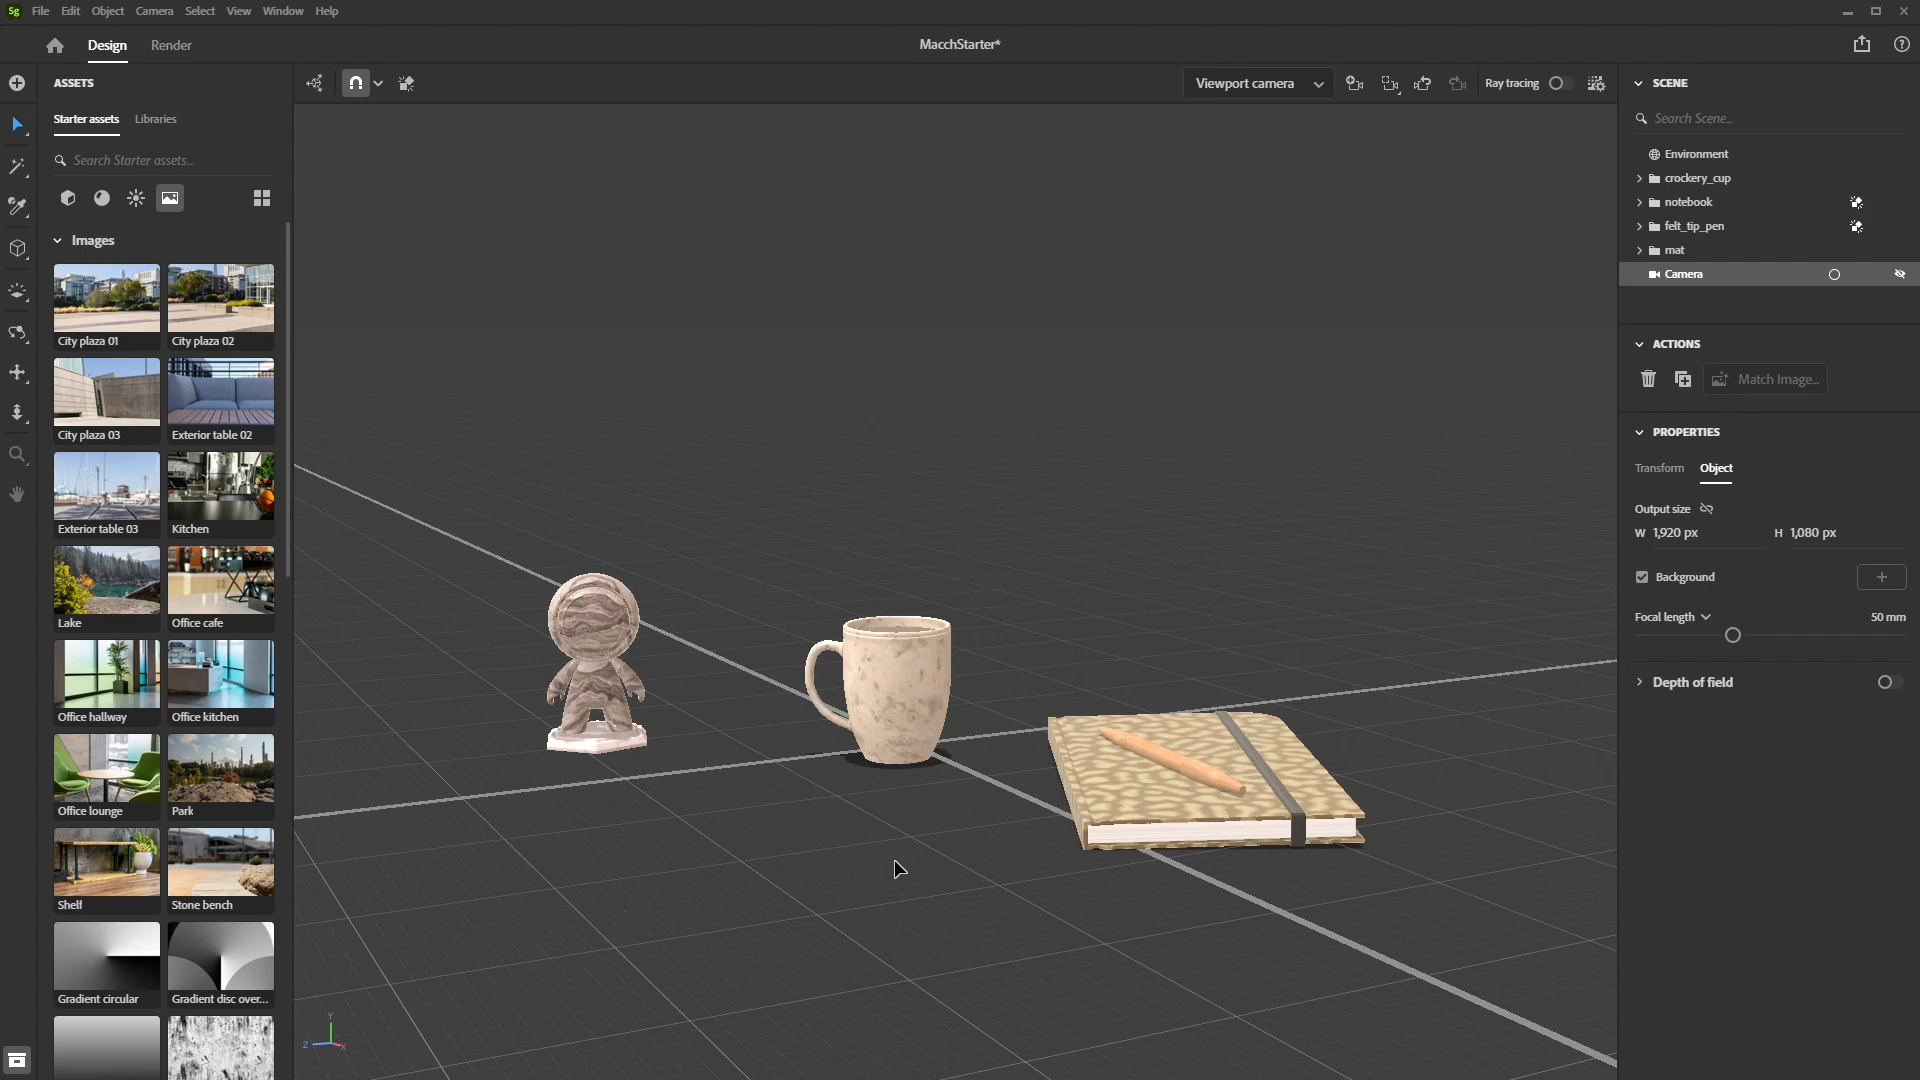 Sg File Edit Object Camera Select View Window Help
Design Render MacchStarter*
ASSETS
Starter assets Libraries
Search Starter assets...
Images
City plaza 01 City plaza 02
City plaza 03 Exterior table 02
Exterior table 03 Kitchen
Lake Office cafe
Office hallway Office kitchen
Office lounge Park
Shelf Stone bench
Gradient circular Gradient disc over...
Viewport camera Ray tracing
Y
Z X
SCENE
Search Scene...
Environment
crockery_cup
notebook
felt_tip_pen
mat
Camera
ACTIONS
Match Image...
PROPERTIES
Transform Object
Output size
W 1,920 px H 1,080 px
Background
Focal length 50 mm
Depth of field